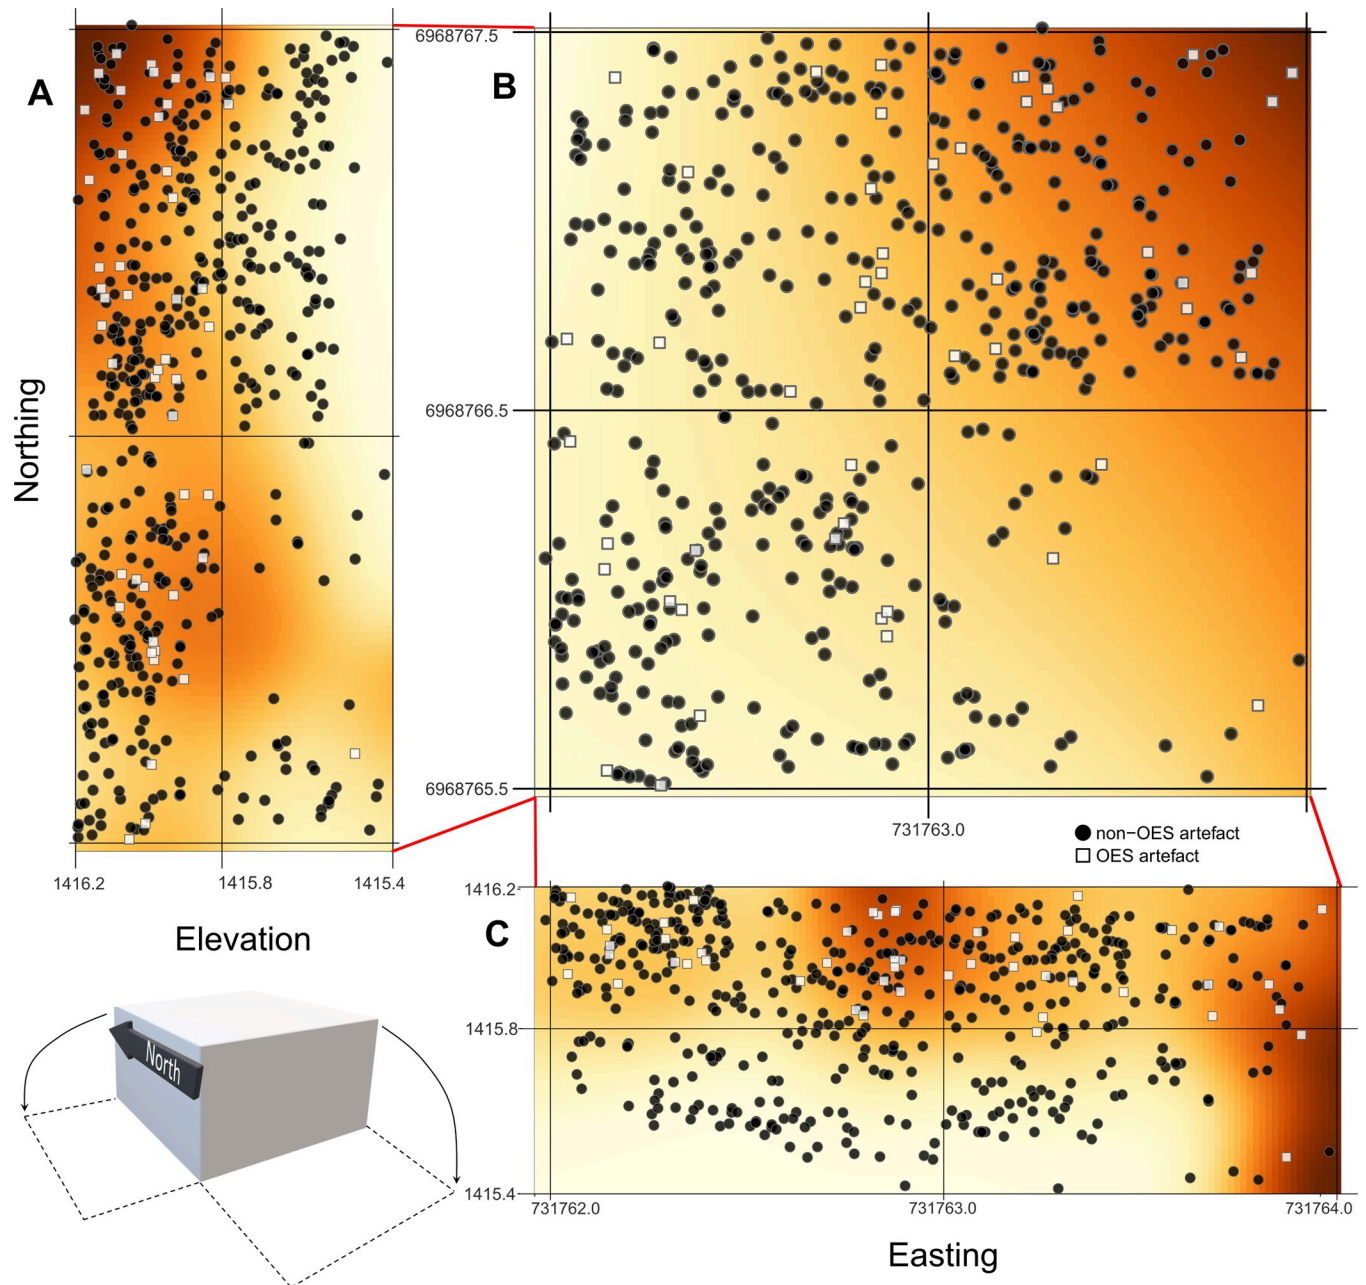 A
B
6968767.5
Northing
6968766.5
6968765.5
731763.0
non-OES artefact
OES artefact
1416.2
1415.8
1415.4
Elevation
C
1416.2
1415.8
1415.4
731762.0
731763.0
731764.0
Easting
North